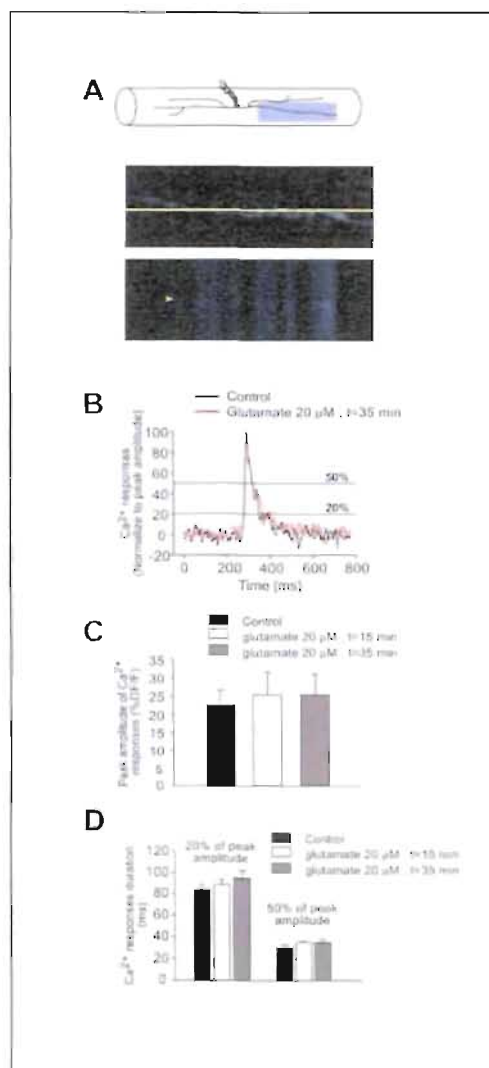 A
B
Control
Glutamate 20 µM . t=35 min
Ca2+ responses
(Normalize to peak amplitude)
100
80
60
40
20
0
-20
50%
20%
0 200 400 600 800
Time (ms)
C
Control
glutamate 20 µM . t=15 min
glutamate 20 µM . t=35 min
Peak amplitude of Ca2+
responses (%DF/F)
35
30
25
20
15
10
5
0
D
20% of peak
amplitude
Control
glutamate 20 µM . t=15 min
glutamate 20 µM . t=35 min
50% of peak
amplitude
Ca2+ responses duration
(ms)
120
100
80
60
40
20
0